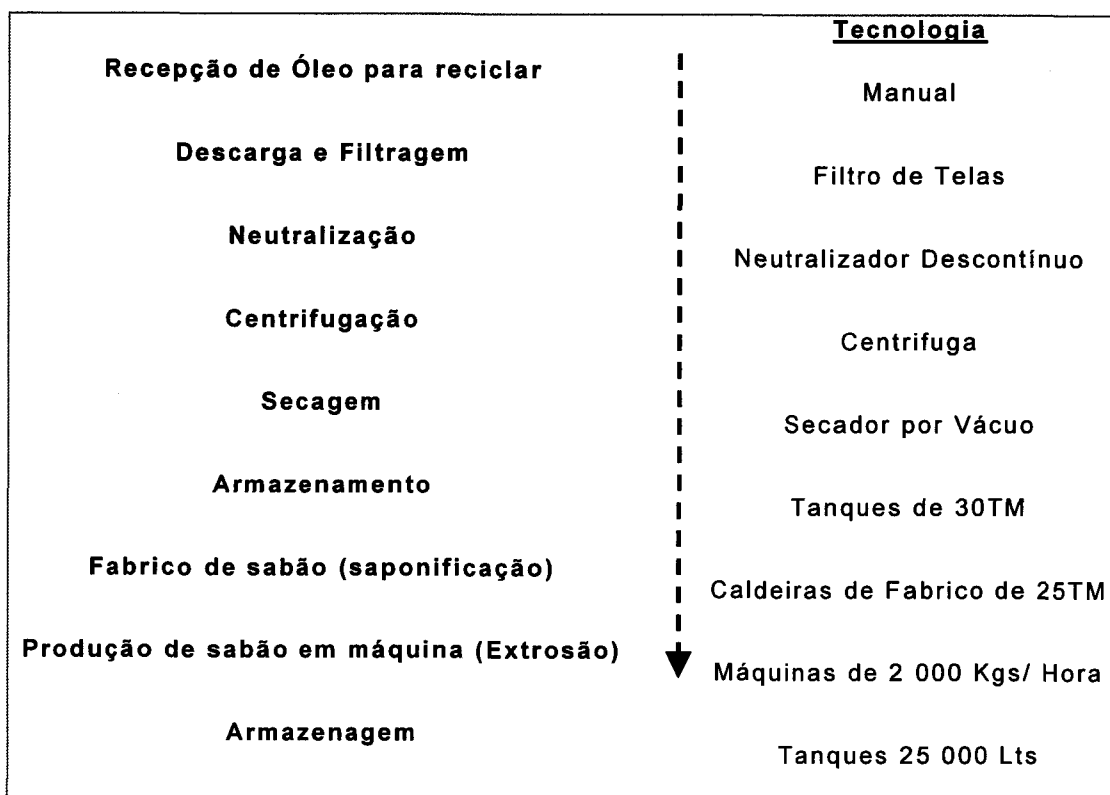 Tecnologia
Recepção de Óleo para reciclar
Manual
Descarga e Filtragem
Filtro de Telas
Neutralização
Neutralizador Descontínuo
Centrifugação
Centrifuga
Secagem
Secador por Vácuo
Armazenamento
Tanques de 30TM
Fabrico de sabão (saponificação)
Caldeiras de Fabrico de 25TM
Produção de sabão em máquina (Extrosão)
Máquinas de 2 000 Kgs/ Hora
Armazenagem
Tanques 25 000 Lts